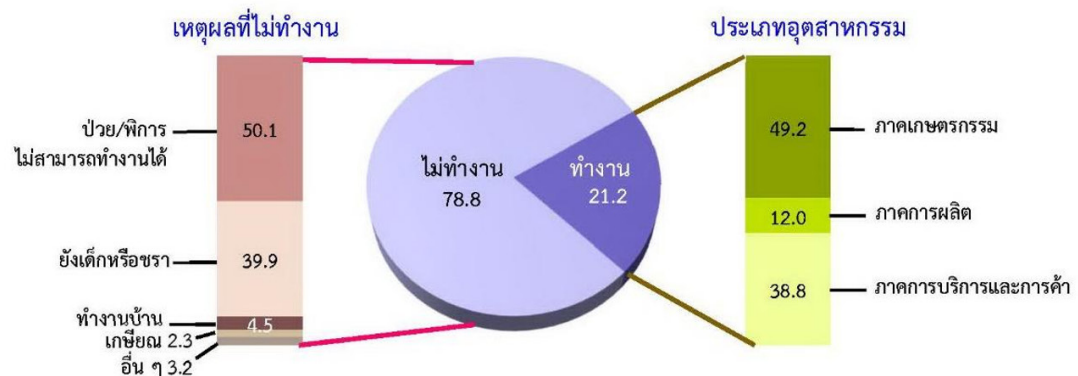 เหตุผลที่ไม่ทำงาน
ป่วย/พิการ
ไม่สามารถทำงานได้
50.1
ยังเด็กหรือชรา
39.9
ทำงานบ้าน
4.5
เกษียณ 2.3
อื่น ๆ 3.2
ไม่ทำงาน
78.8
ทำงาน
21.2
ประเภทอุตสาหกรรม
49.2
ภาคเกษตรกรรม
12.0
ภาคการผลิต
38.8
ภาคการบริการและการค้า